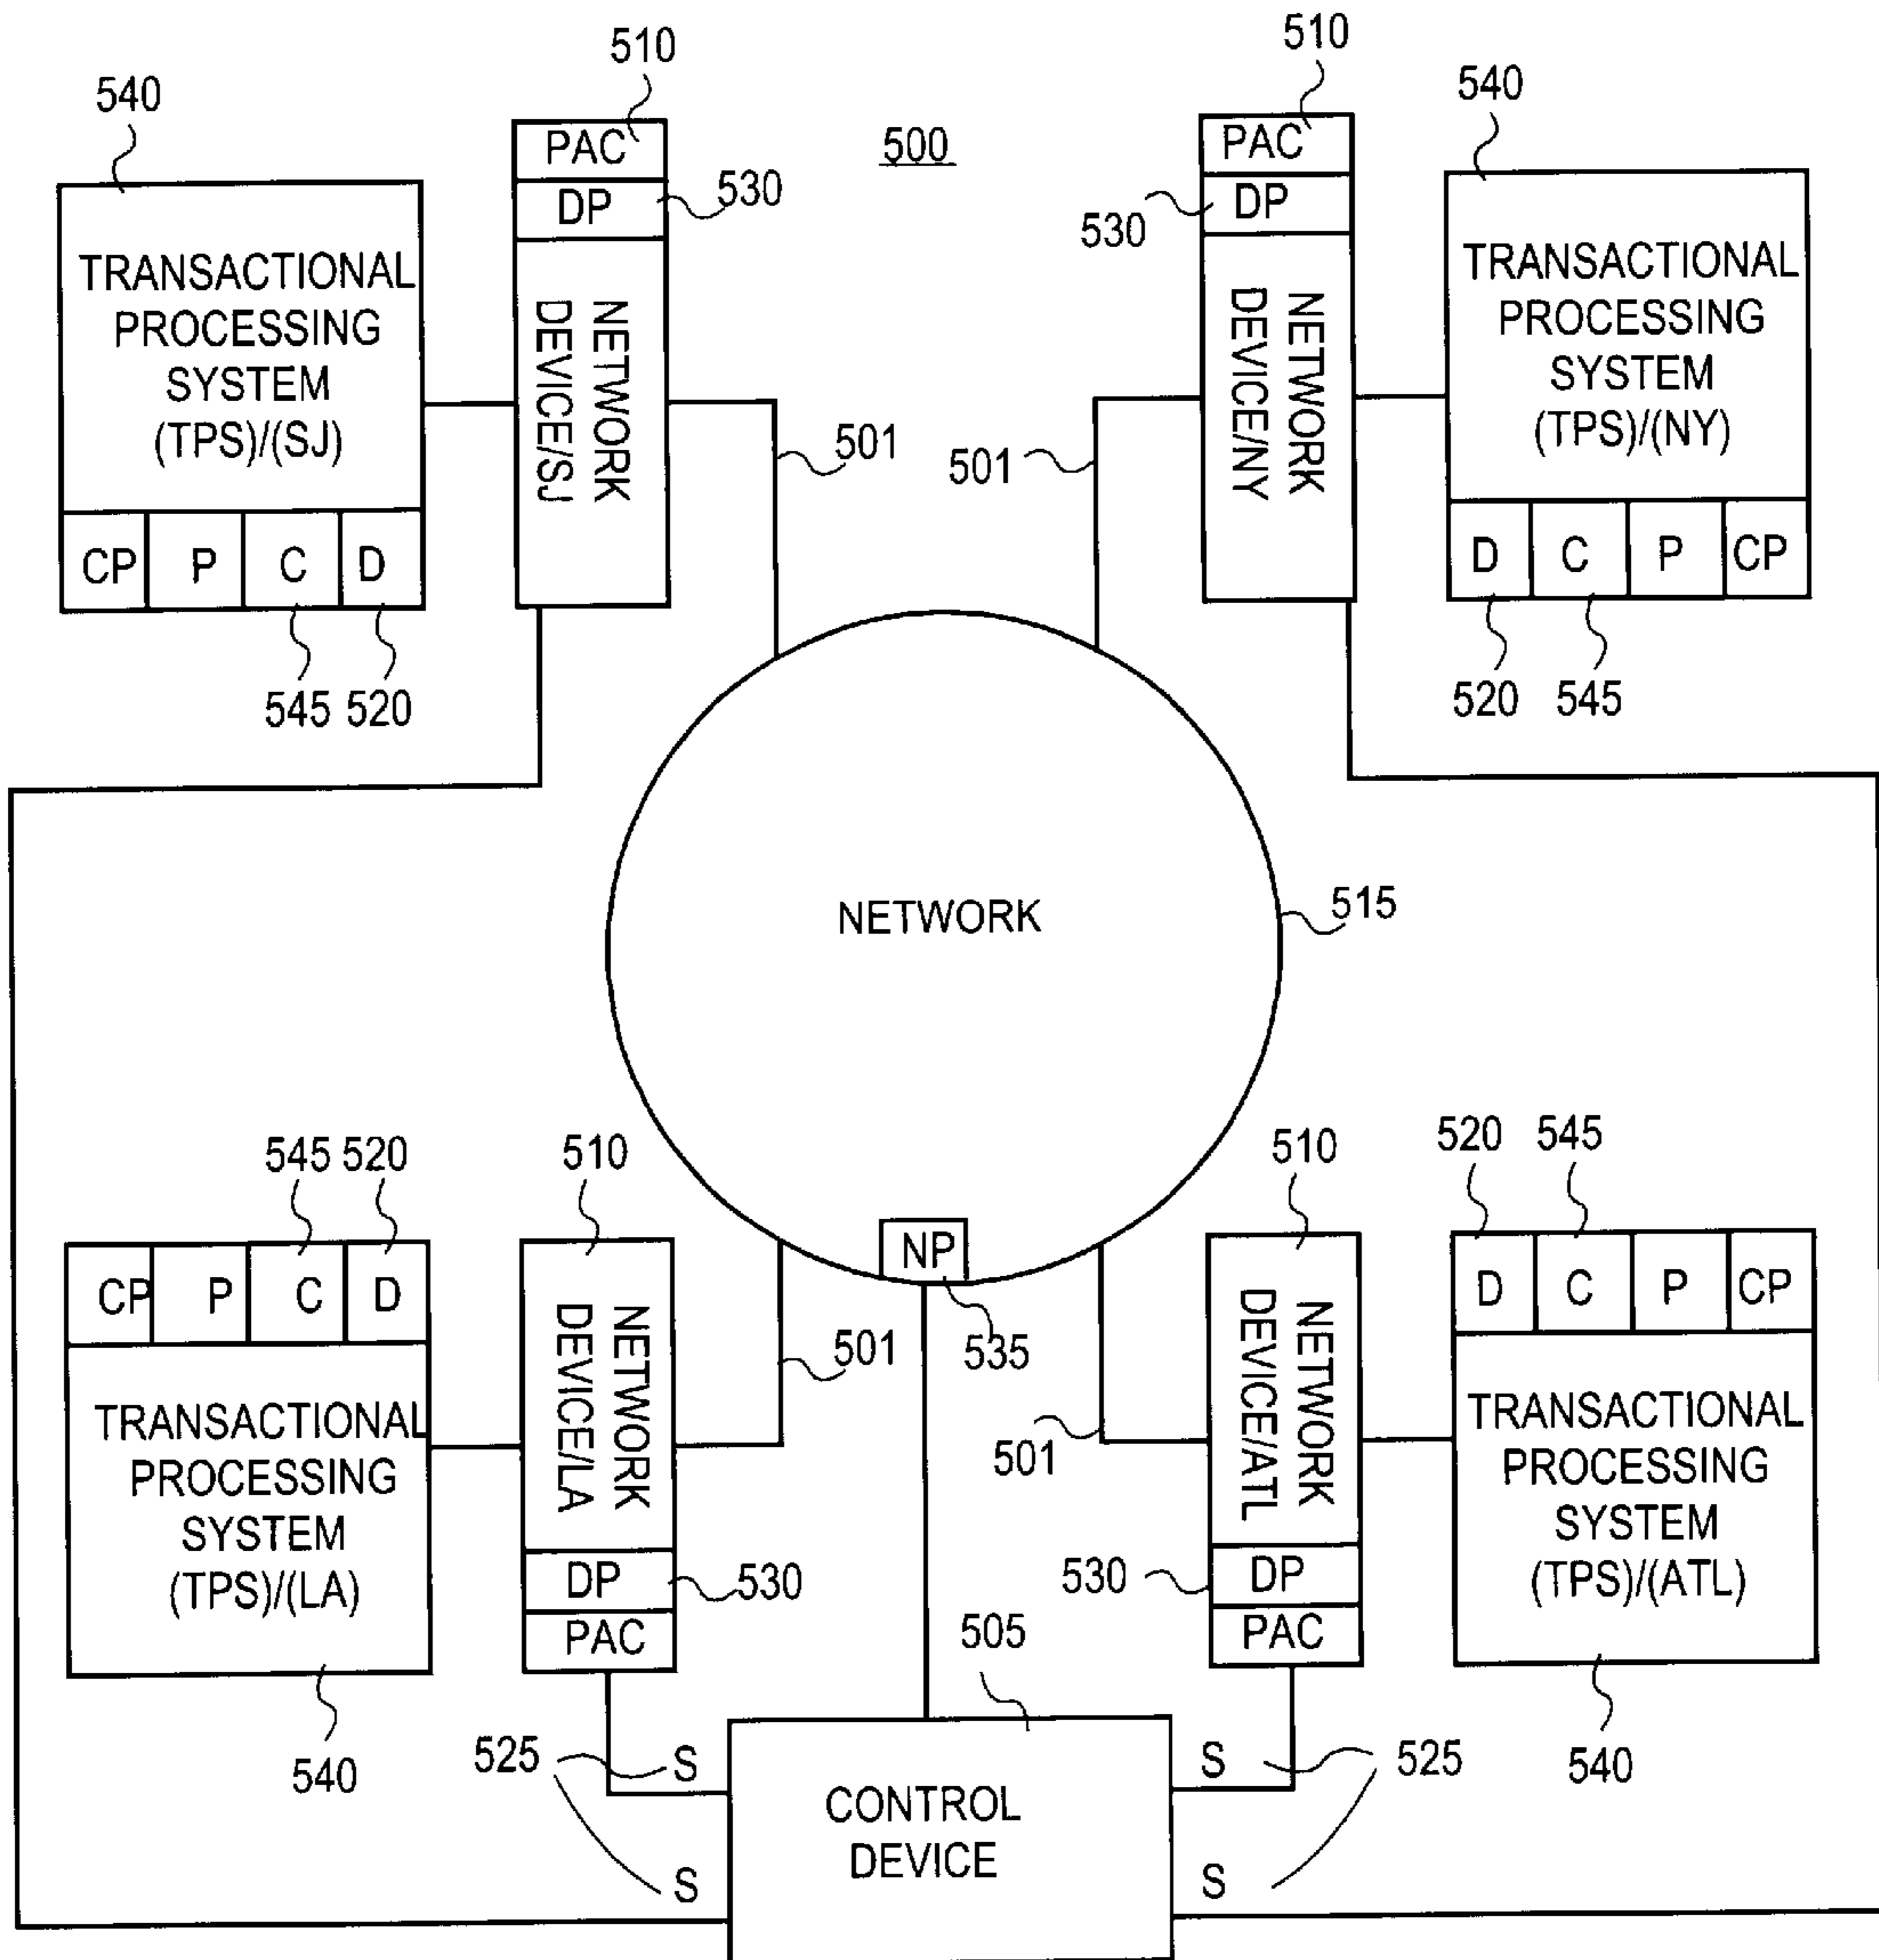 510
510
540
540
PAC
500
PAC
DP
530
530
DP
TRANSACTIONAL
PROCESSING
SYSTEM
(TPS)/(SJ)
NETWORK
DEVICE/SJ
501
501
NETWORK
DEVICE/NY
TRANSACTIONAL
PROCESSING
SYSTEM
(TPS)/(NY)
CP P C D
D C P CP
545 520
520 545
NETWORK
515
545 520
510
510
520 545
CP P C D
NP
535
D C P CP
TRANSACTIONAL
PROCESSING
SYSTEM
(TPS)/(LA)
NETWORK
DEVICE/LA
501
501
NETWORK
DEVICE/ATL
TRANSACTIONAL
PROCESSING
SYSTEM
(TPS)/(ATL)
DP
530
530
DP
PAC
505
PAC
540
525
S
S
525
540
CONTROL
DEVICE
S
S